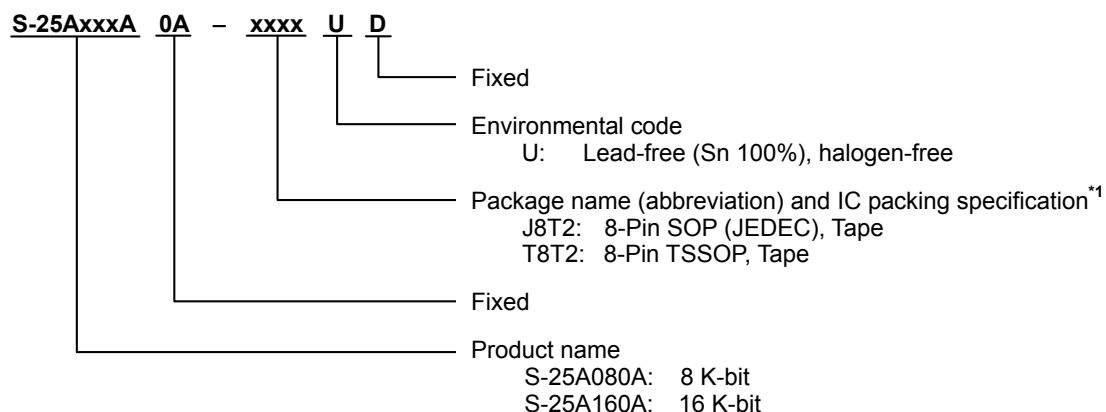 S-25AxxxA 0A – xxxx U D
Fixed
Environmental code
U: Lead-free (Sn 100%), halogen-free
Package name (abbreviation) and IC packing specification*1
J8T2: 8-Pin SOP (JEDEC), Tape
T8T2: 8-Pin TSSOP, Tape
Fixed
Product name
S-25A080A: 8 K-bit
S-25A160A: 16 K-bit